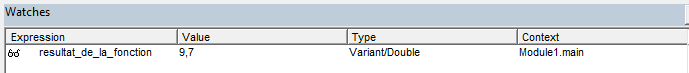 Watches
Expression Value Type Context
resultat_de_la_fonction 9,7 Variant/Double Module1.main